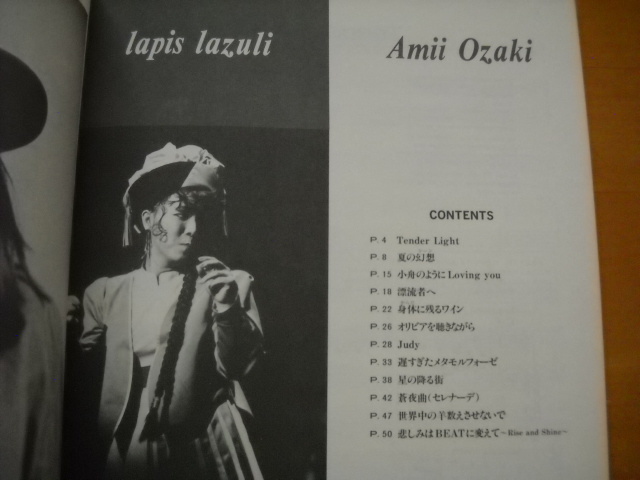 lapis lazuli
Amii Ozaki
CONTENTS
P. 4 Tender Light
P. 8 夏の幻想
P. 15 小舟のようにLoving you
P. 18 漂流者へ
P. 22 身体に残るワイン
P. 26 オリビアを聴きながら
P. 28 Judy
P. 33 遅すぎたメタモルフォーゼ
P. 38 星の降る街
P. 42 蒼夜曲(セレナーデ)
P. 47 世界中の羊数えさせないで
P. 50 悲しみはBEATに変えて~Rise and Shine~